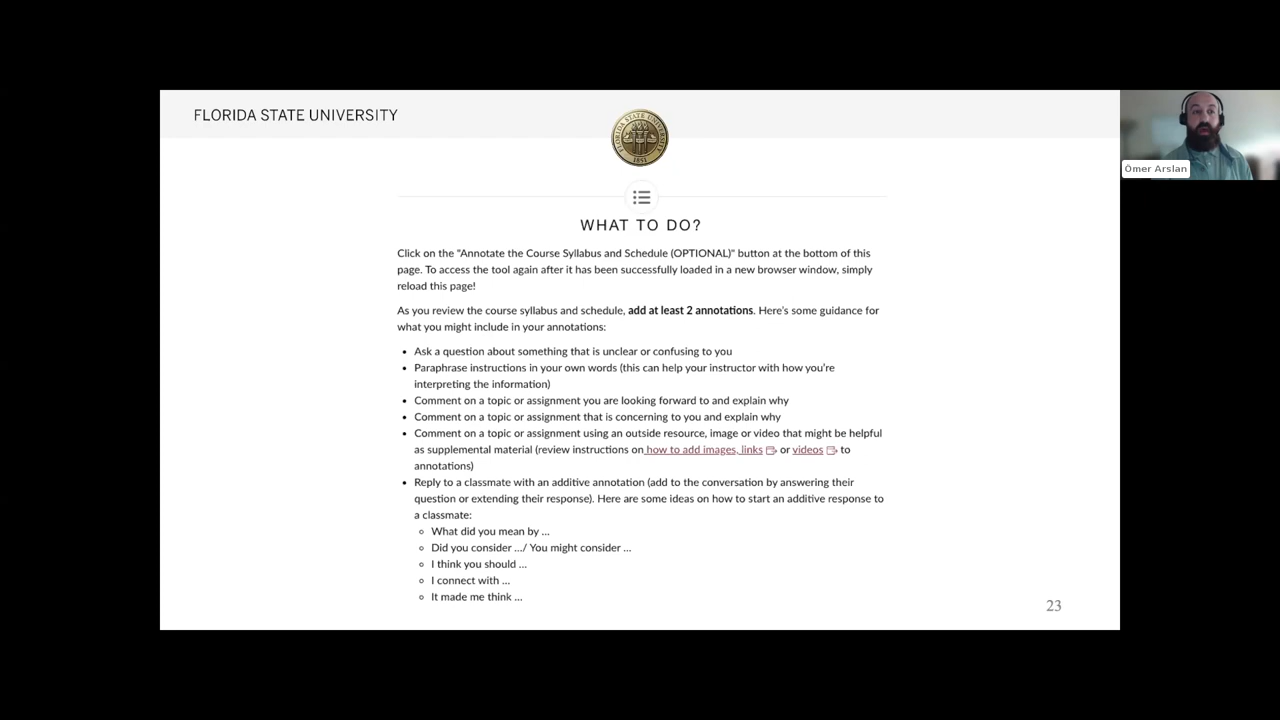 FLORIDA STATE UNIVERSITY
FLORIDA STATE UNIVERSITY
1851
Ömer Arslan
WHAT TO DO?
Click on the "Annotate the Course Syllabus and Schedule (OPTIONAL)" button at the bottom of this
page. To access the tool again after it has been successfully loaded in a new browser window, simply
reload this page!
As you review the course syllabus and schedule, add at least 2 annotations. Here's some guidance for
what you might include in your annotations:
• Ask a question about something that is unclear or confusing to you
• Paraphrase instructions in your own words (this can help your instructor with how you're
interpreting the information)
• Comment on a topic or assignment you are looking forward to and explain why
• Comment on a topic or assignment that is concerning to you and explain why
• Comment on a topic or assignment using an outside resource, image or video that might be helpful
as supplemental material (review instructions on how to add images, links or videos to
annotations)
• Reply to a classmate with an additive annotation (add to the conversation by answering their
question or extending their response). Here are some ideas on how to start an additive response to
a classmate:
◦ What did you mean by ...
◦ Did you consider .../ You might consider ...
◦ I think you should ...
◦ I connect with ...
◦ It made me think ...
23